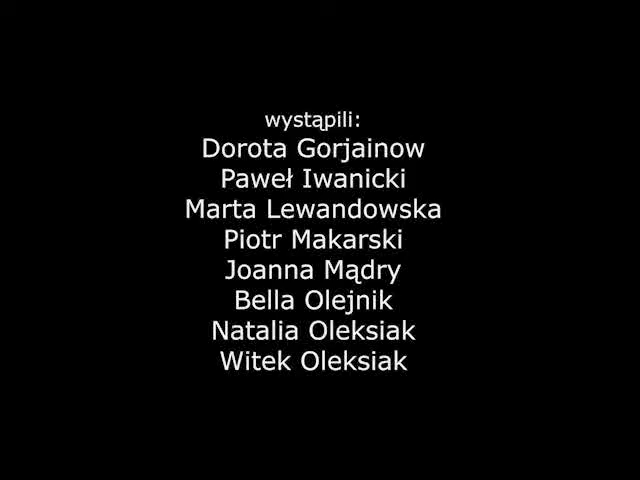 wystąpili:
Dorota Gorjainow
Paweł Iwanicki
Marta Lewandowska
Piotr Makarski
Joanna Mądry
Bella Olejnik
Natalia Oleksiak
Witek Oleksiak